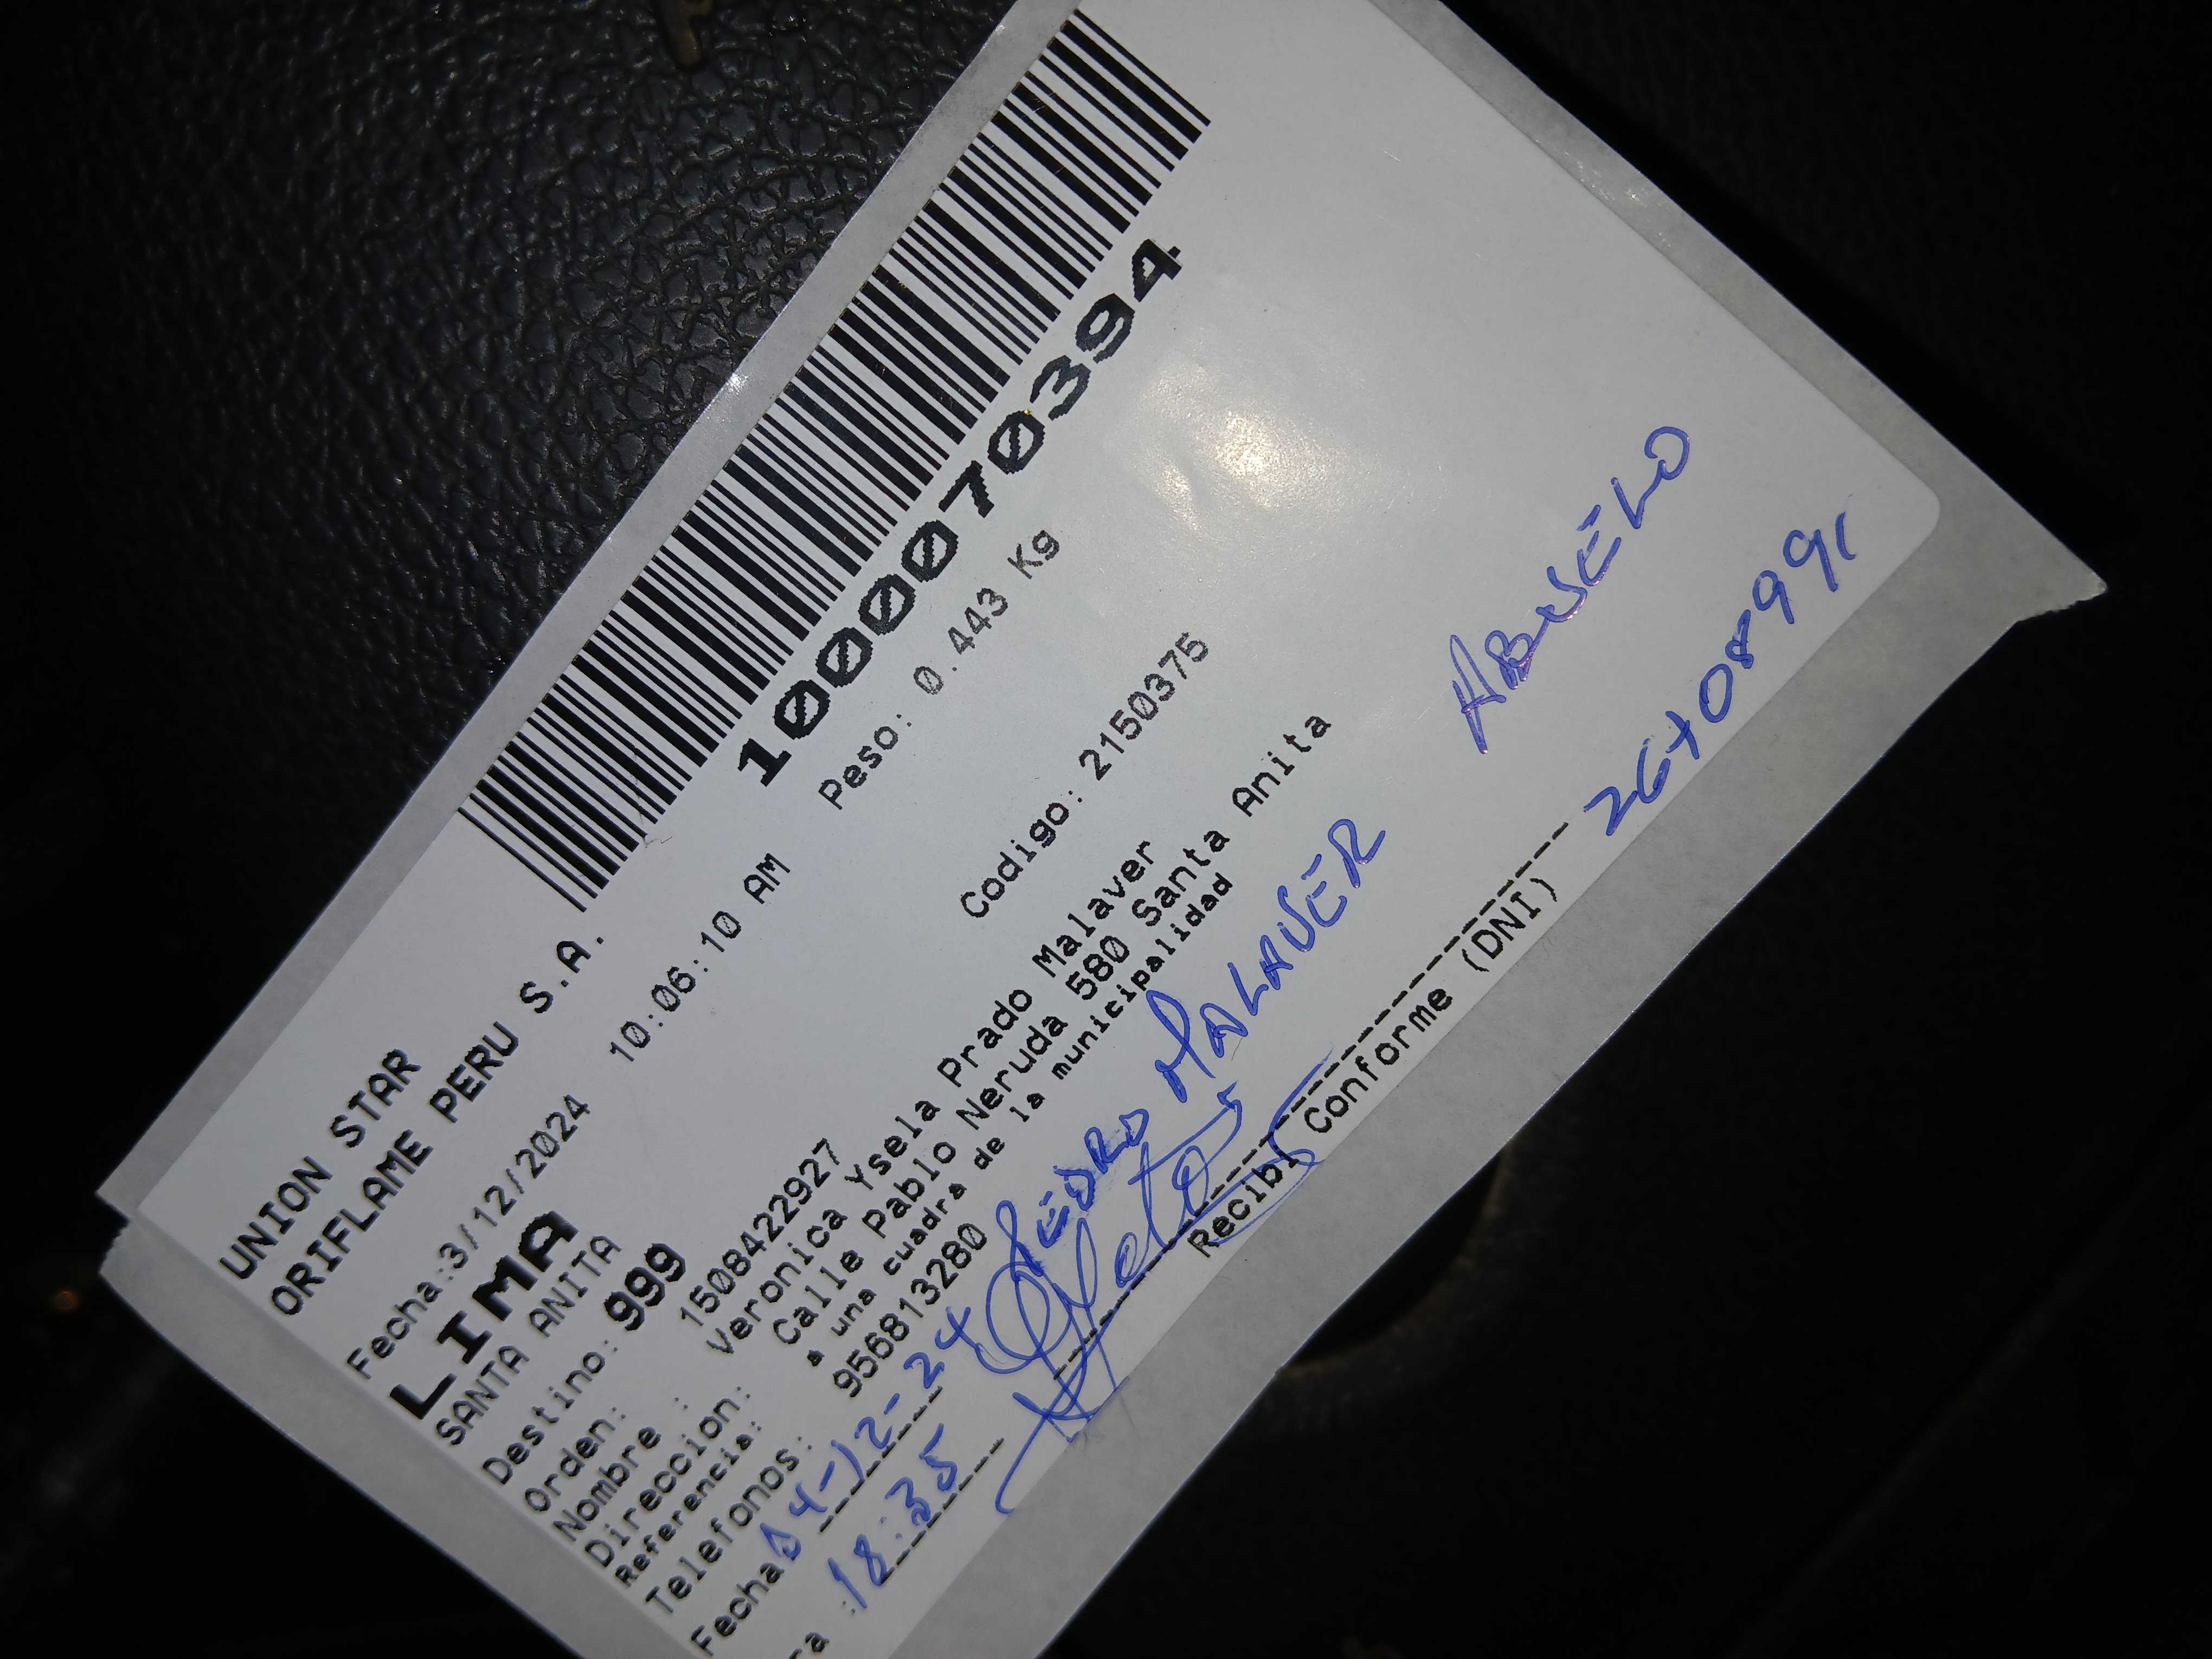 UNION STAR
ORIFLAME PERU S.A.
10000770394
Fecha:3/12/2024 10:06:10 AM Peso: 0.443 Kg
LIMA
SANTA ANITA
Destino: 999
Orden: 1508422927 Codigo: 2150375
Nombre : Veronica Ysela Prado Malaver
Direccion: Calle Pablo Neruda 580 Santa Anita
Referencia: a una cuadra de la municipalidad
Telefonos: 956813280
PEDRO MALAVER ABUELO
Fecha 04-12-24
ra : 18:35
Recibi Conforme (DNI)